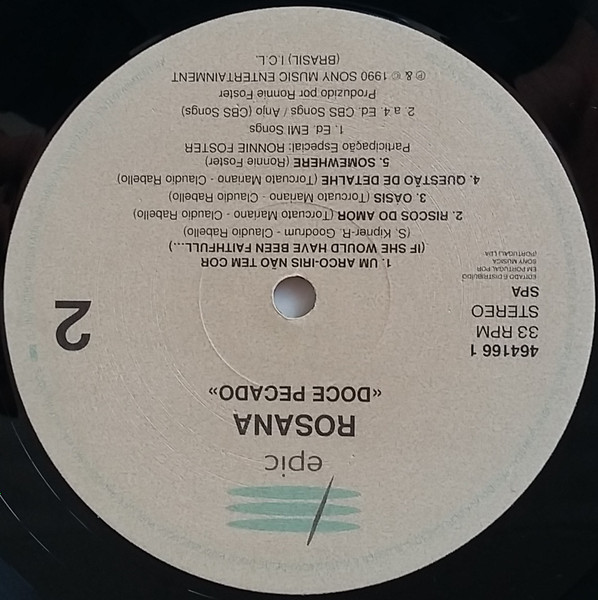 epic
ROSANA
«DOCE PECADO»
464166 1
33 RPM
STEREO
SPA
EDITADO E DISTRIBUÍDO
EM PORTUGAL POR
SONY MUSICA
(PORTUGAL) LDA
2
1. UM ARCO-IRIS NÃO TEM COR
(IF SHE WOULD HAVE BEEN FAITHFULL...)
(S. Kipner-R. Goodrum - Claudio Rabello)
2. RISCOS DO AMOR (Torcuato Mariano - Claudio Rabello)
3. OASIS (Torcuato Mariano - Claudio Rabello)
4. QUESTÃO DE DETALHE (Torcuato Mariano - Claudio Rabello)
5. SOMEWHERE (Ronnie Foster)
Participação Especial: RONNIE FOSTER
1. Ed. EMI Songs
2. a 4. Ed. CBS Songs / Anjo (CBS Songs)
Produzido por Ronnie Foster
℗ & © 1990 SONY MUSIC ENTERTAINMENT
(BRASIL) I.C.L.